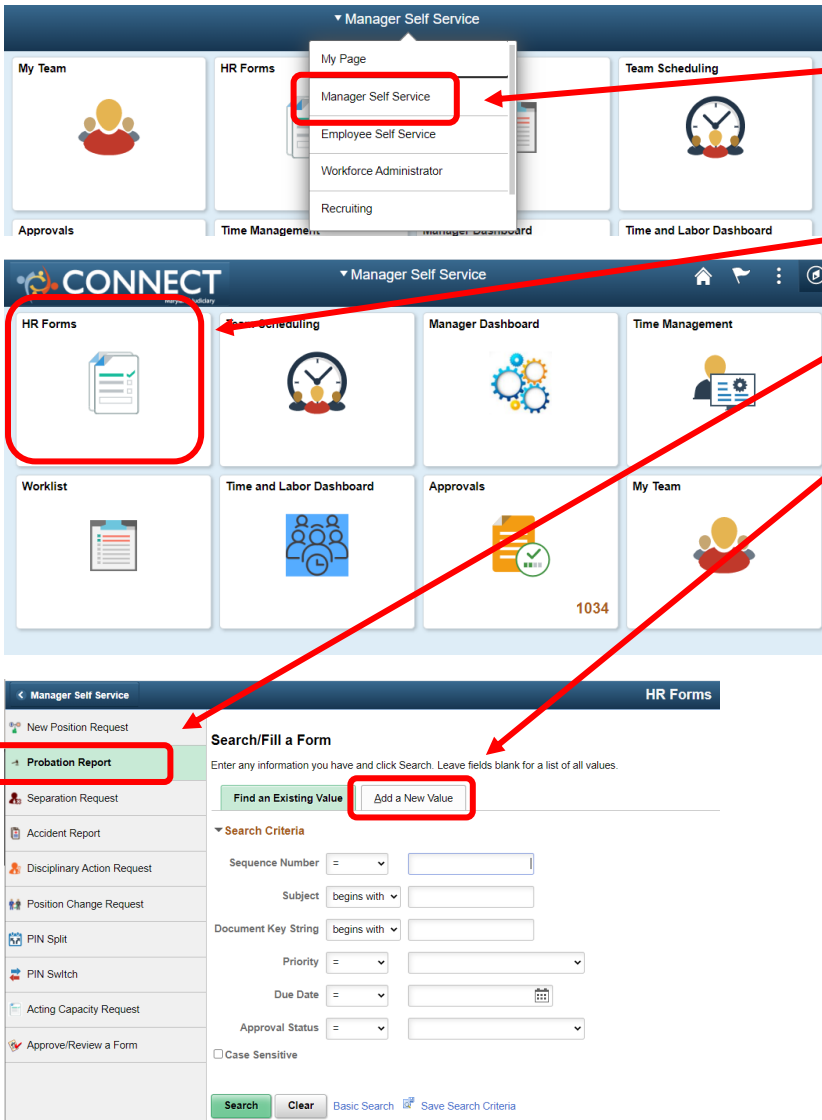 ▾ Manager Self Service
My Team
HR Forms
Team Scheduling
My Page
Manager Self Service
Employee Self Service
Workforce Administrator
Recruiting
Approvals
Time Management
Manager Dashboard
Time and Labor Dashboard
CONNECT
Judiciary
▾ Manager Self Service
HR Forms
Team Scheduling
Manager Dashboard
Time Management
Worklist
Time and Labor Dashboard
Approvals
My Team
1034
Manager Self Service
HR Forms
New Position Request
Probation Report
Separation Request
Accident Report
Disciplinary Action Request
Position Change Request
PIN Split
PIN Switch
Acting Capacity Request
Approve/Review a Form
Search/Fill a Form
Enter any information you have and click Search. Leave fields blank for a list of all values.
Find an Existing Value
Add a New Value
▾ Search Criteria
Sequence Number =
Subject begins with
Document Key String begins with
Priority =
Due Date =
Approval Status =
Case Sensitive
Search Clear Basic Search Save Search Criteria